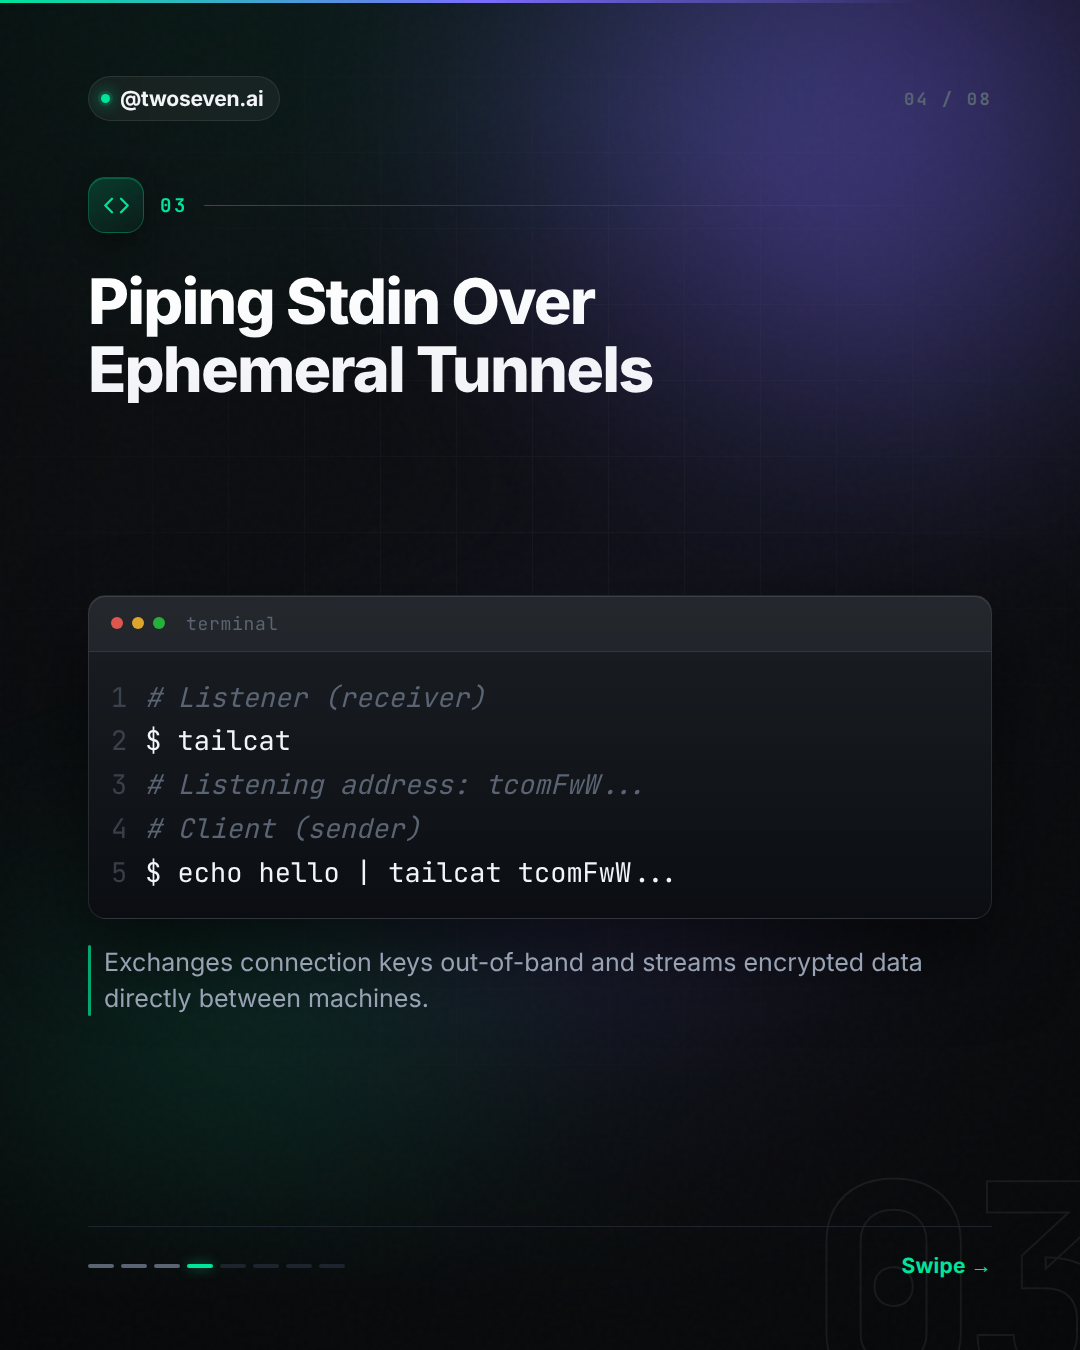 @twoseven.ai
04 / 08
03
Piping Stdin Over
Ephemeral Tunnels
terminal
1 # Listener (receiver)
2 $ tailcat
3 # Listening address: tcomFwW...
4 # Client (sender)
5 $ echo hello | tailcat tcomFwW...
Exchanges connection keys out-of-band and streams encrypted data
directly between machines.
03
Swipe →